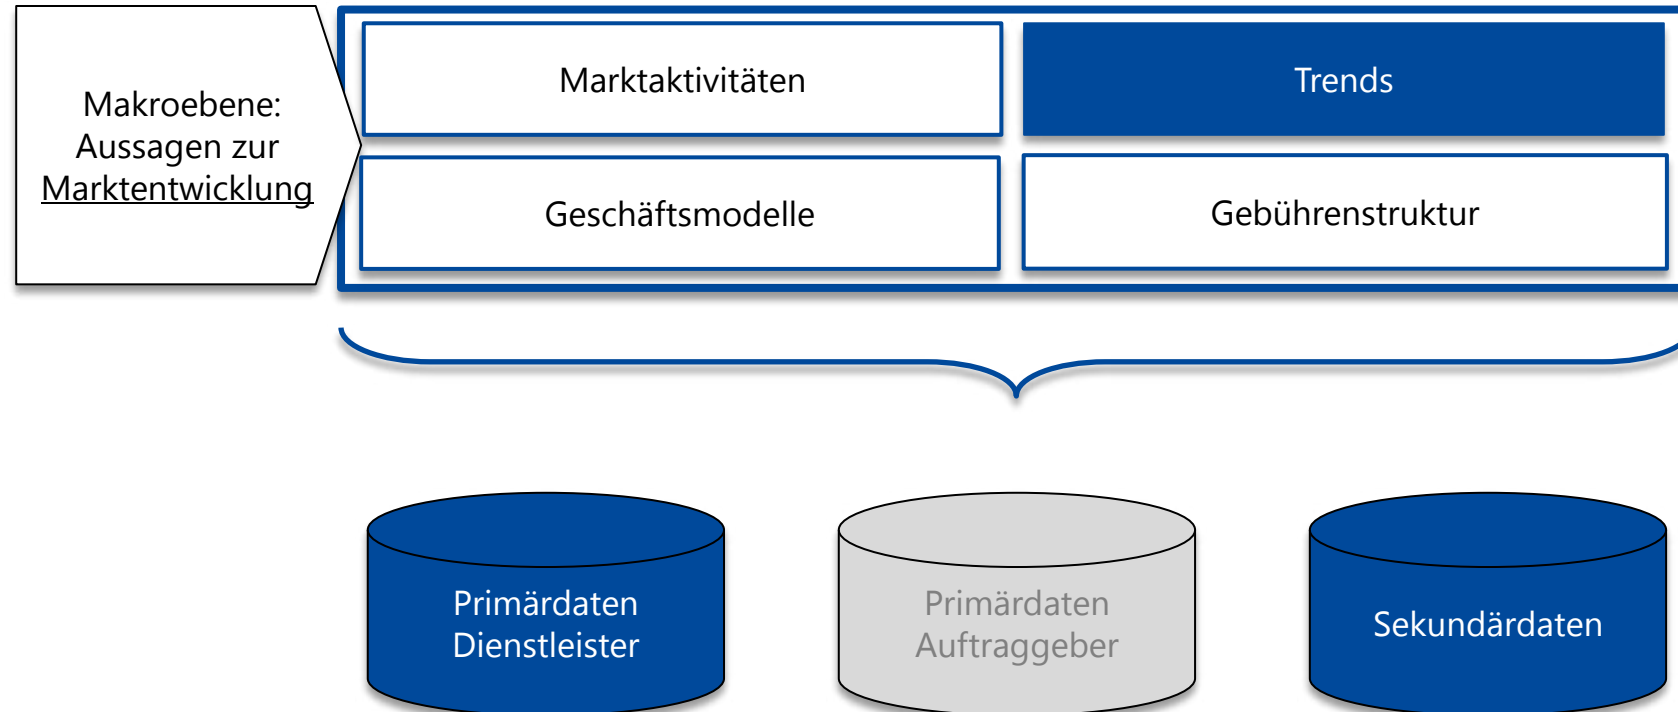 Makroebene:
Aussagen zur
Marktentwicklung
Marktaktivitäten
Trends
Geschäftsmodelle
Gebührenstruktur
Primärdaten
Dienstleister
Primärdaten
Auftraggeber
Sekundärdaten